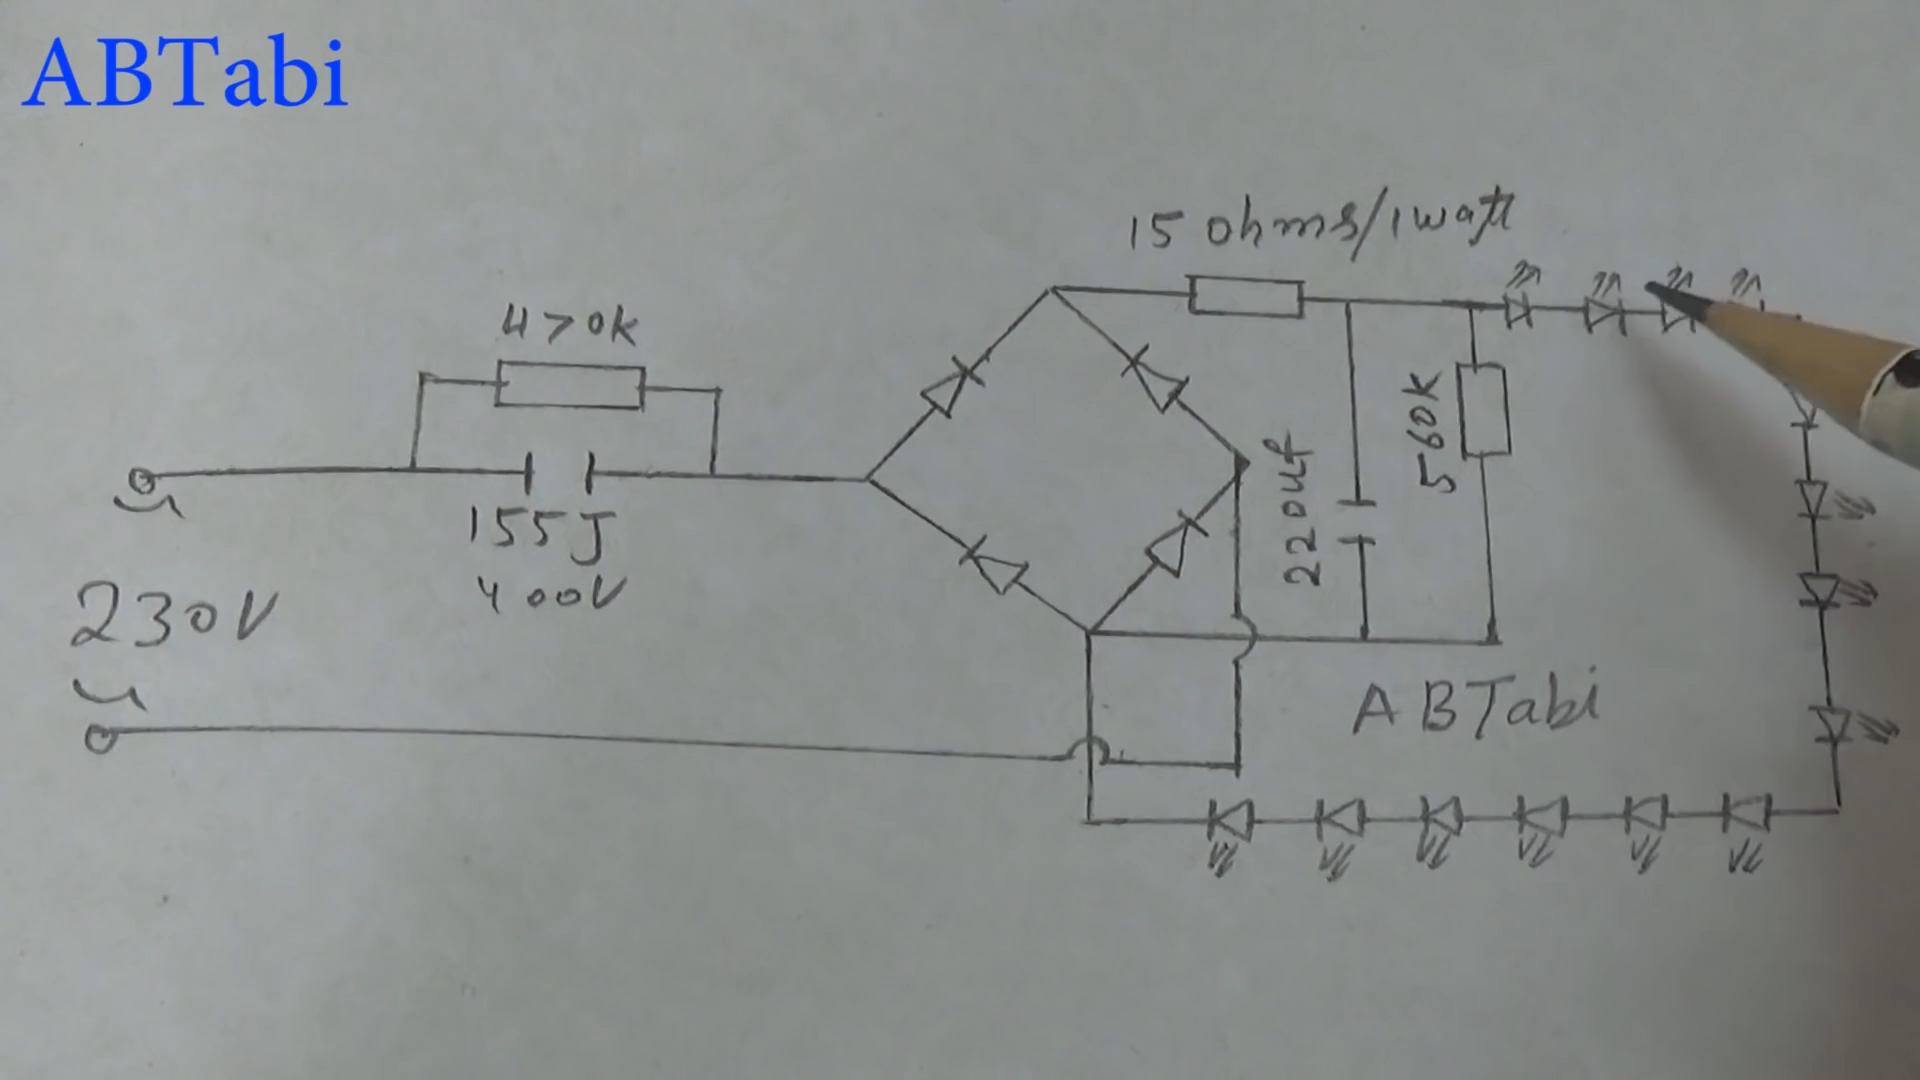 ABTabi
15 ohms/1watt
470k
155J
400V
230V
220uf
560k
ABTabi